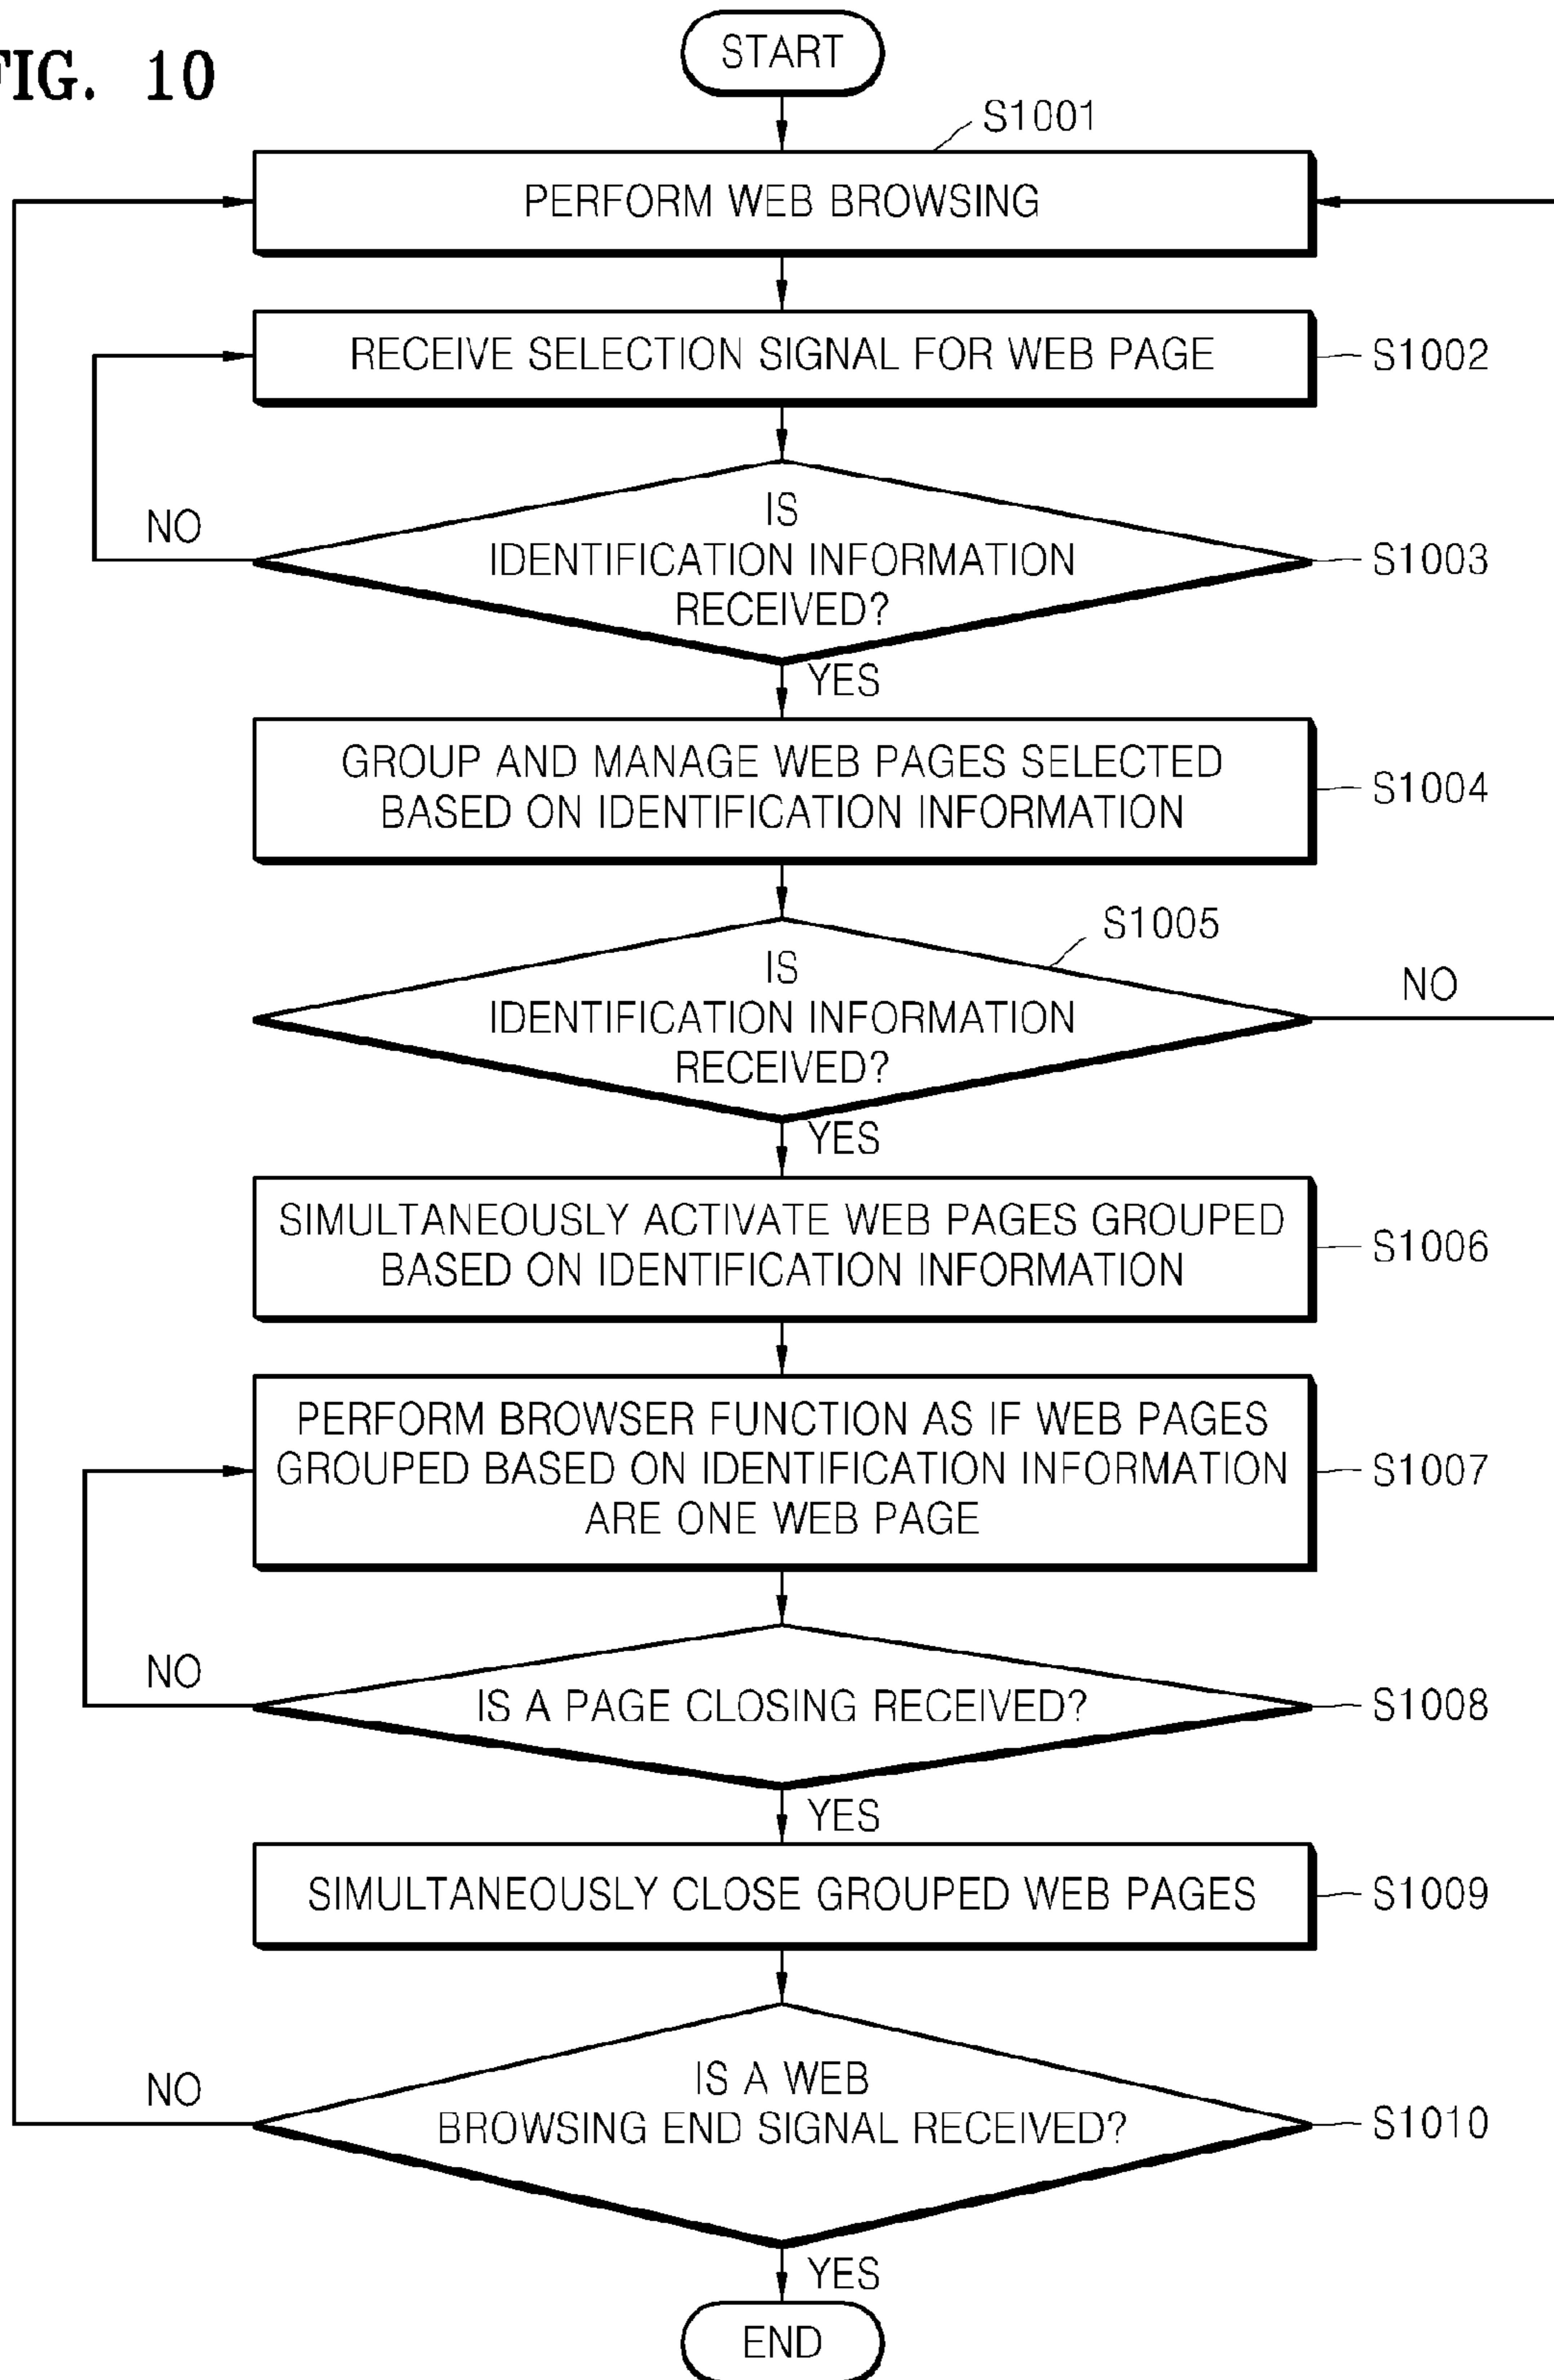 FIG. 10
START
S1001
PERFORM WEB BROWSING
RECEIVE SELECTION SIGNAL FOR WEB PAGE
S1002
NO
IS
IDENTIFICATION INFORMATION
RECEIVED?
S1003
YES
GROUP AND MANAGE WEB PAGES SELECTED
BASED ON IDENTIFICATION INFORMATION
S1004
S1005
IS
IDENTIFICATION INFORMATION
RECEIVED?
NO
YES
SIMULTANEOUSLY ACTIVATE WEB PAGES GROUPED
BASED ON IDENTIFICATION INFORMATION
S1006
PERFORM BROWSER FUNCTION AS IF WEB PAGES
GROUPED BASED ON IDENTIFICATION INFORMATION
ARE ONE WEB PAGE
S1007
NO
IS A PAGE CLOSING RECEIVED?
S1008
YES
SIMULTANEOUSLY CLOSE GROUPED WEB PAGES
S1009
NO
IS A WEB
BROWSING END SIGNAL RECEIVED?
S1010
YES
END